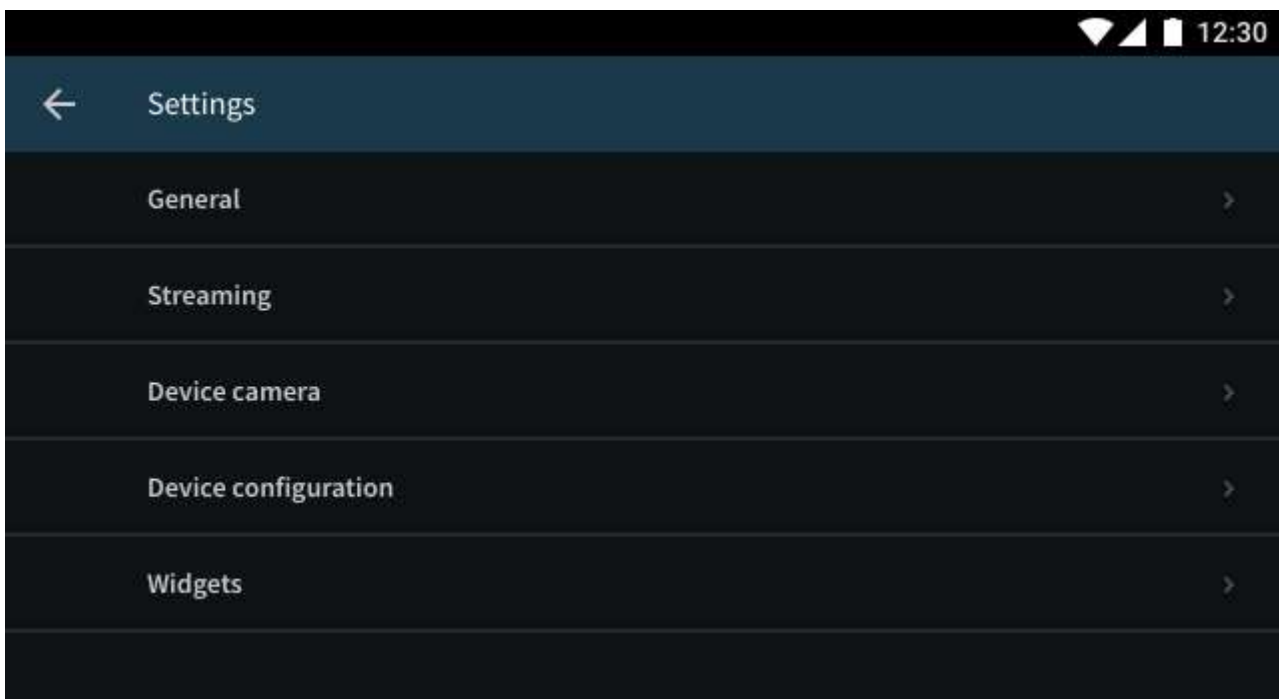 12:30
Settings
General
Streaming
Device camera
Device configuration
Widgets